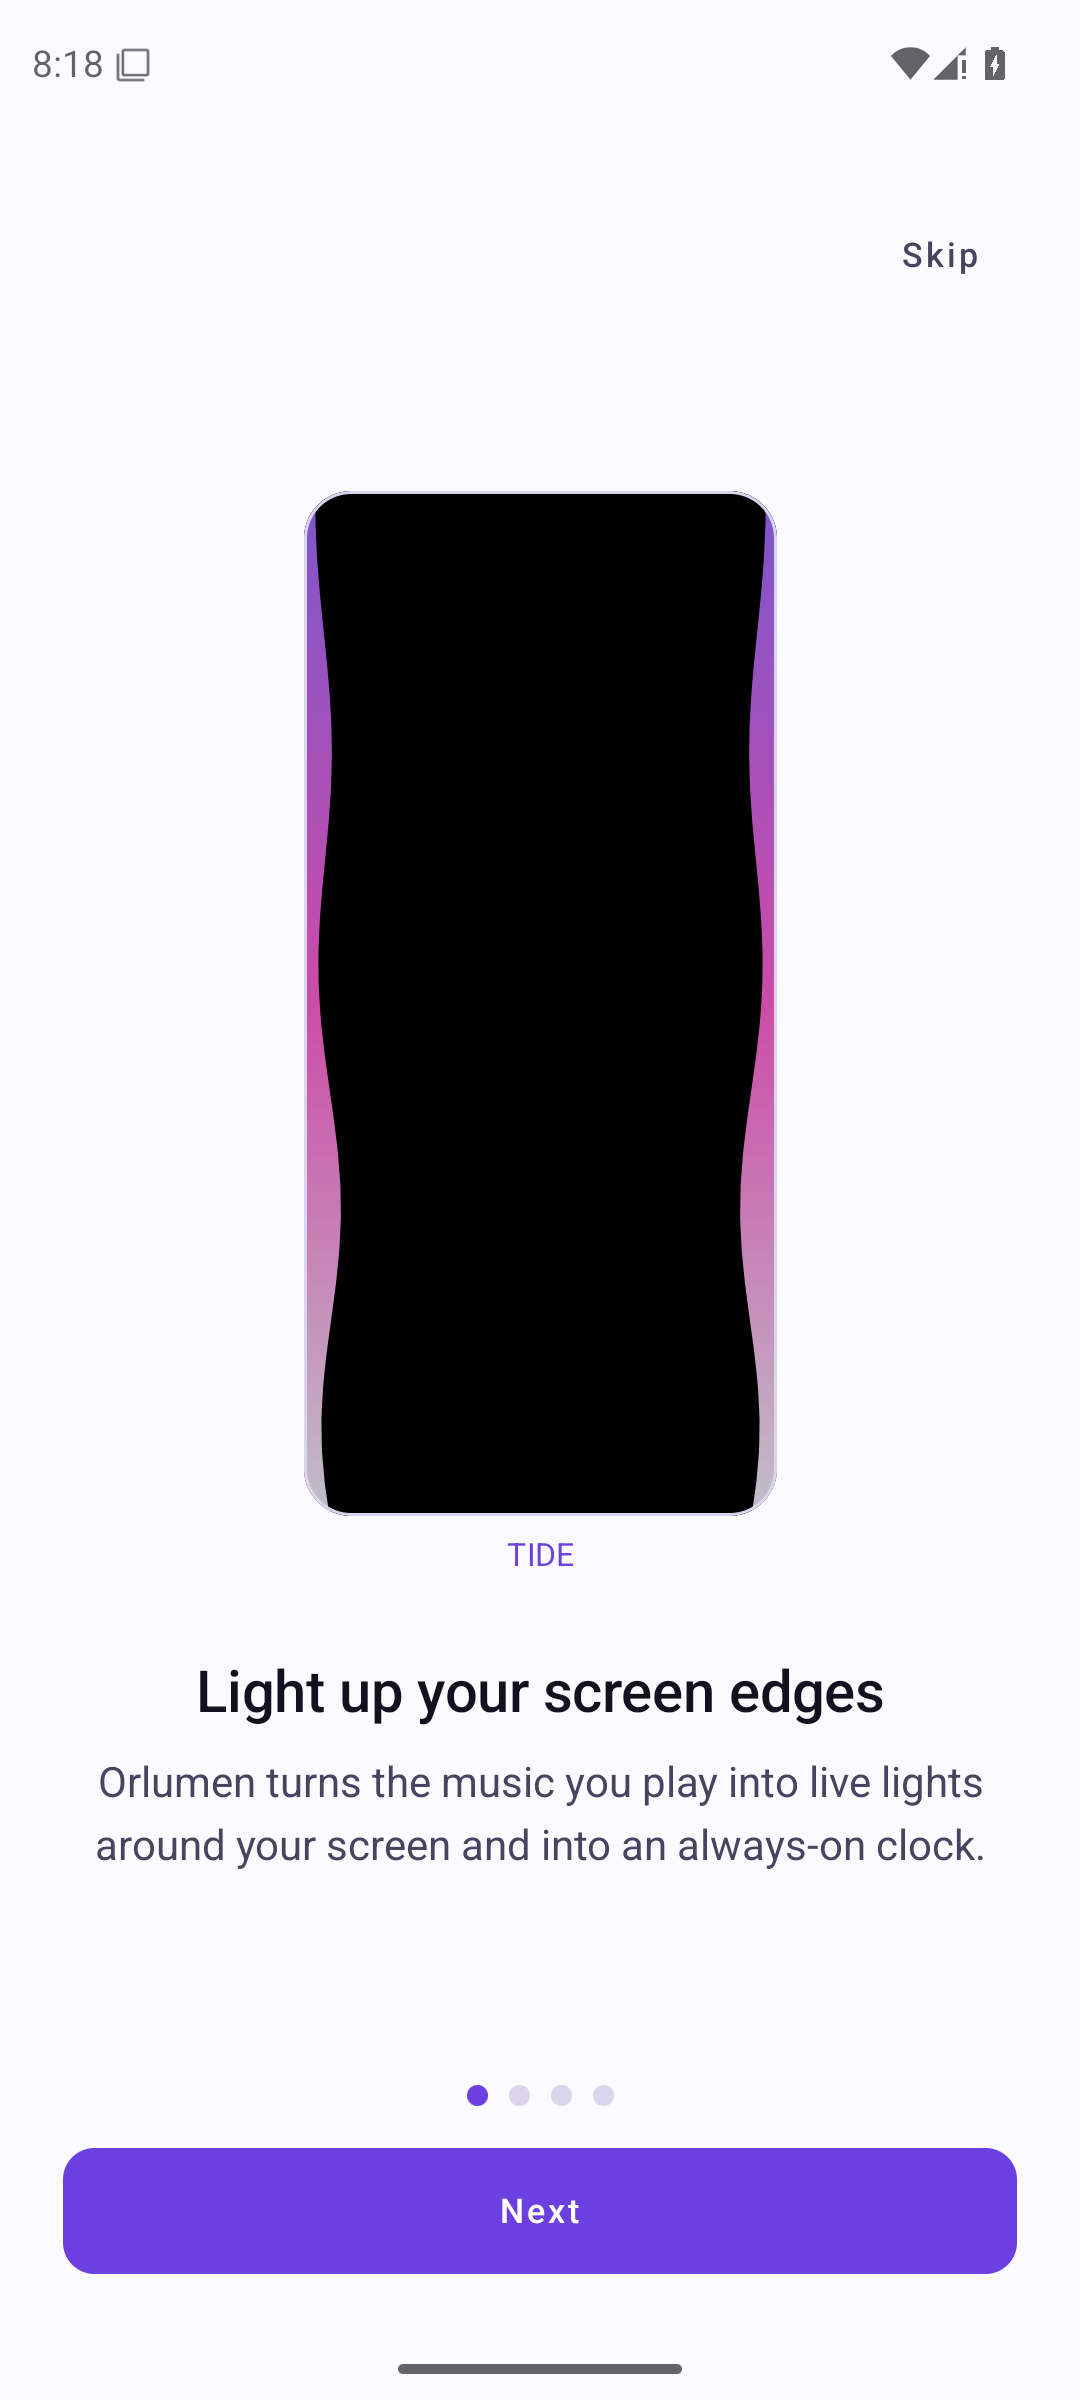 8:18
Skip
TIDE
Light up your screen edges
Orlumen turns the music you play into live lights
around your screen and into an always-on clock.
Next